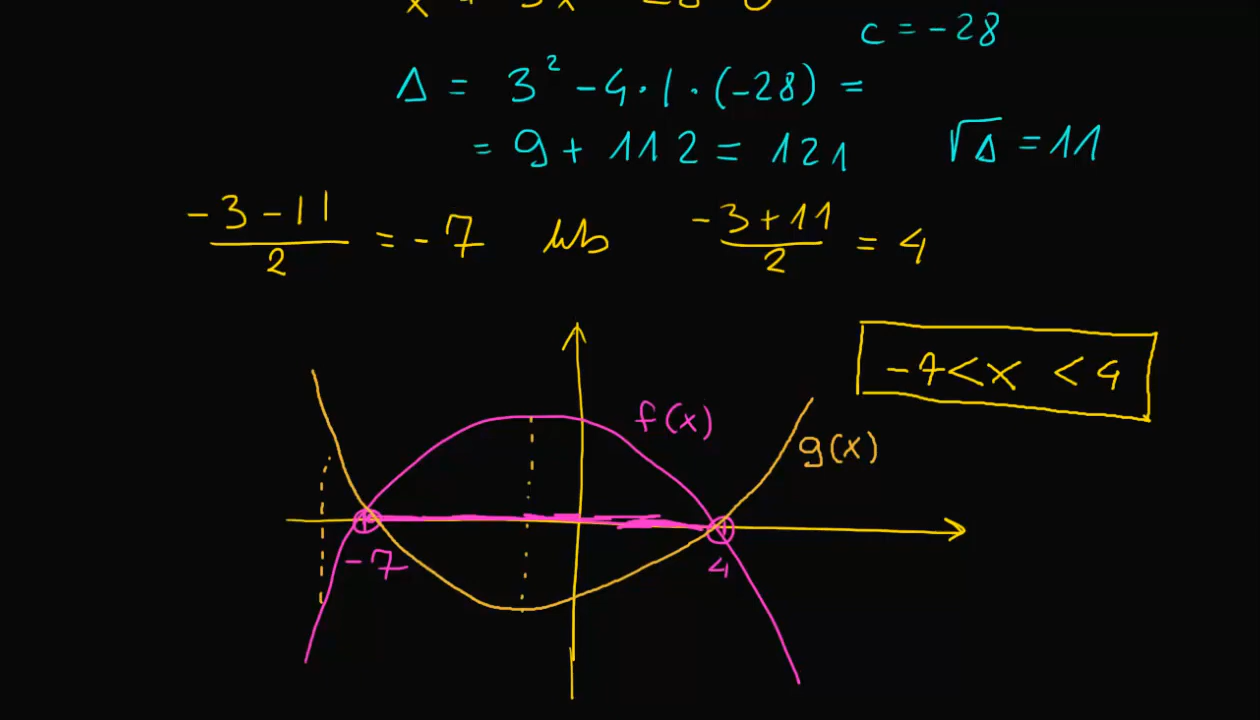 c = -28
Δ = 3² - 4 · 1 · (-28) =
= 9 + 112 = 121 √Δ = 11
(-3 - 11)/2 = -7 lub (-3 + 11)/2 = 4
-7 < x < 4
f(x)
g(x)
-7 4